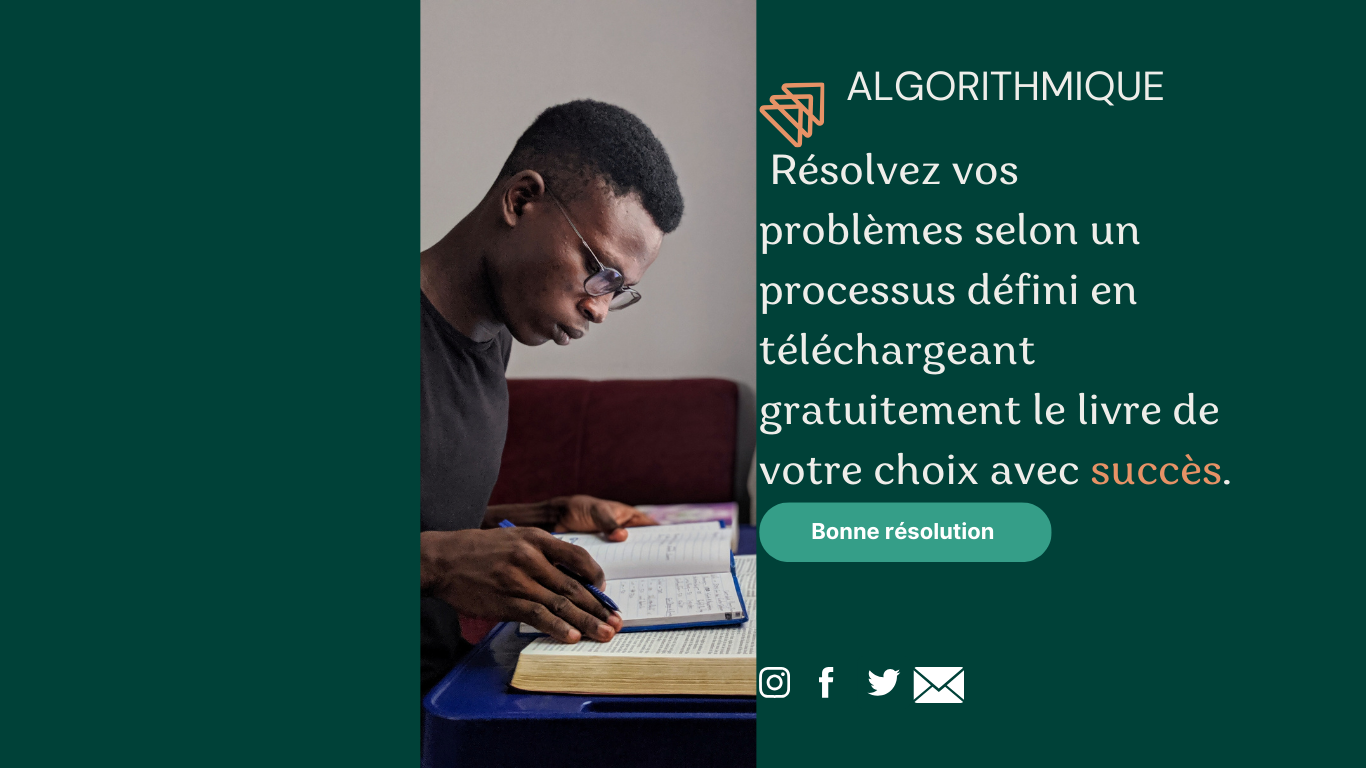 ALGORITHMIQUE
Résolvez vos
problèmes selon un
processus défini en
téléchargeant
gratuitement le livre de
votre choix avec succès.
Bonne résolution